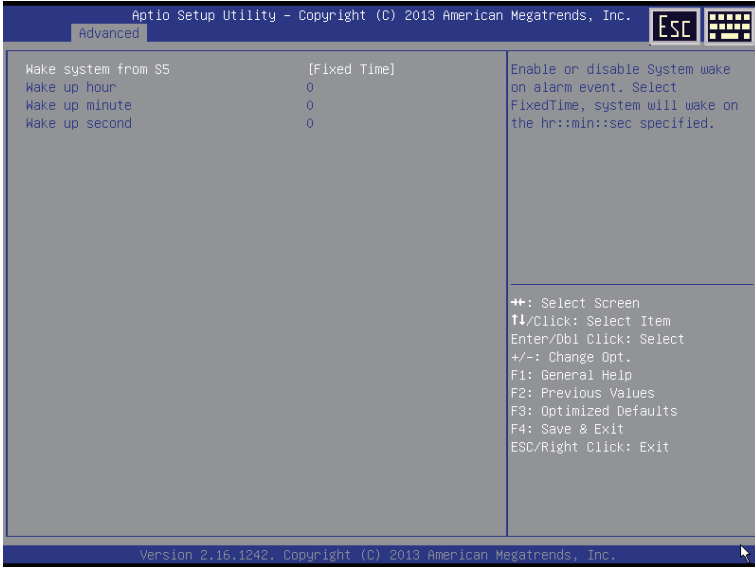 Aptio Setup Utility – Copyright (C) 2013 American Megatrends, Inc.
Esc
Advanced
Wake system from S5 [Fixed Time]
Wake up hour 0
Wake up minute 0
Wake up second 0
Enable or disable System wake
on alarm event. Select
FixedTime, system will wake on
the hr::min::sec specified.
→←: Select Screen
↑↓/Click: Select Item
Enter/Dbl Click: Select
+/-: Change Opt.
F1: General Help
F2: Previous Values
F3: Optimized Defaults
F4: Save & Exit
ESC/Right Click: Exit
Version 2.16.1242. Copyright (C) 2013 American Megatrends, Inc.